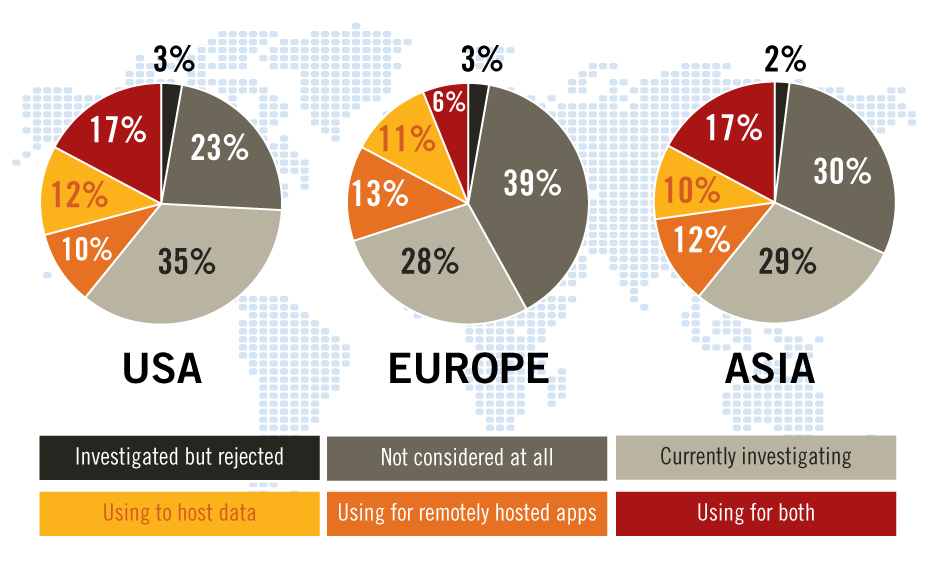 3%
23%
35%
10%
12%
17%
USA
3%
39%
28%
13%
11%
6%
EUROPE
2%
30%
29%
12%
10%
17%
ASIA
Investigated but rejected
Not considered at all
Currently investigating
Using to host data
Using for remotely hosted apps
Using for both